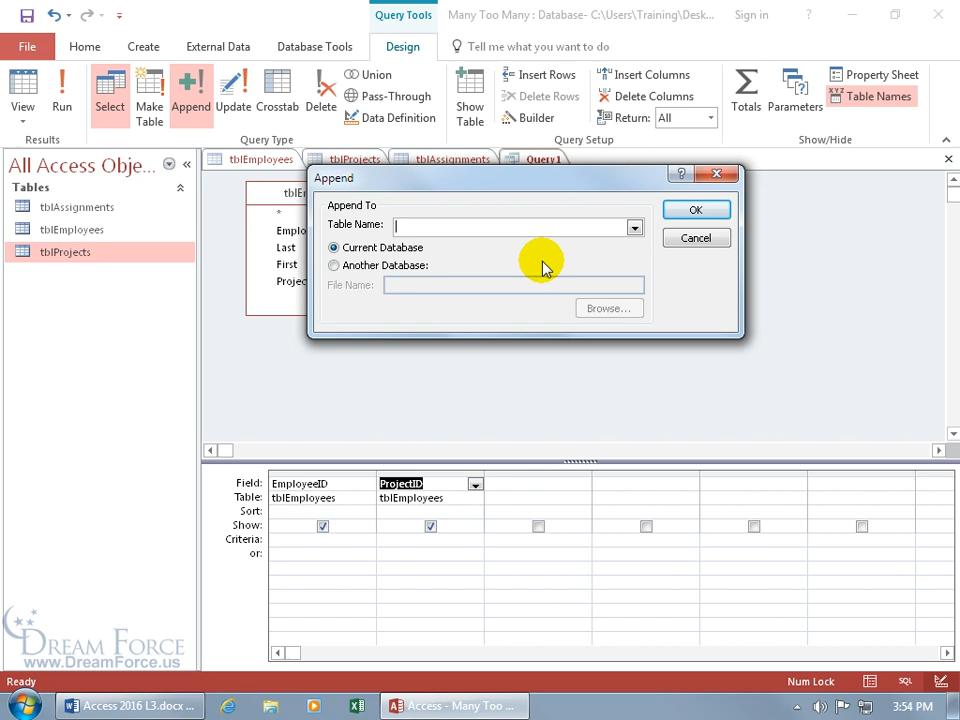 Query Tools
Many Too Many : Database- C:\Users\Training\Desk...
Sign in
?
File
Home
Create
External Data
Database Tools
Design
Tell me what you want to do
View
Run
Select
Make Table
Append
Update
Crosstab
Delete
Union
Pass-Through
Data Definition
Show Table
Insert Rows
Delete Rows
Builder
Insert Columns
Delete Columns
Return: All
Totals
Parameters
Property Sheet
Table Names
Results
Query Type
Query Setup
Show/Hide
All Access Obje...
Tables
tblAssignments
tblEmployees
tblProjects
tblEmployees
tblProjects
tblAssignments
Query1
tblE
*
Emplo
Last
First
Projec
Append
?
Append To
Table Name:
Current Database
Another Database:
File Name:
Browse...
OK
Cancel
Field: EmployeeID ProjectID
Table: tblEmployees tblEmployees
Sort:
Show:
Criteria:
or:
DREAM FORCE
www.DreamForce.us
Ready
Num Lock
SQL
Access 2016 L3.docx ...
Access - Many Too ...
3:54 PM